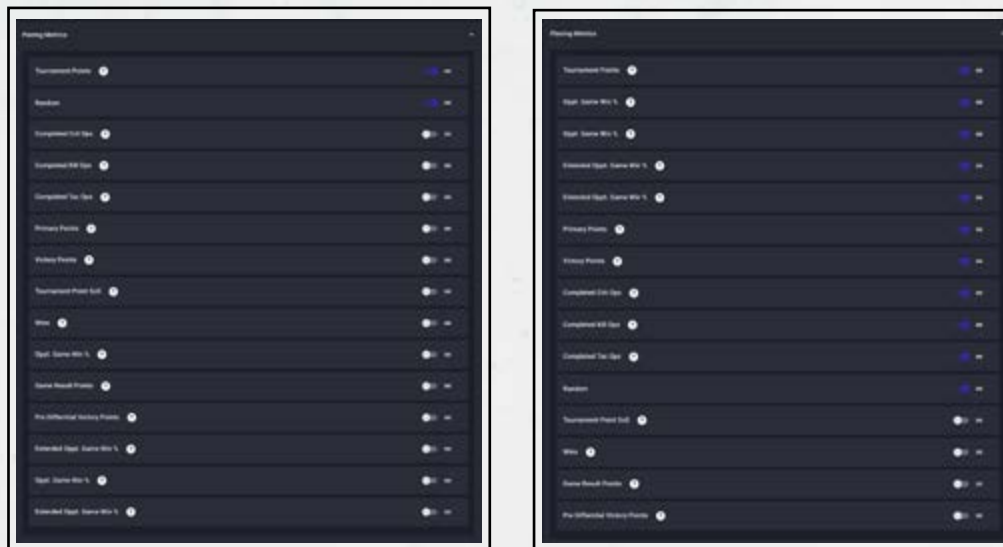 Pairing Metrics
Tournament Points
Random
Completed Crit Ops
Completed Kill Ops
Completed Tac Ops
Primary Points
Victory Points
Tournament Point SoS
Wins
Oppt. Game Win %
Game Result Points
Pre-Differential Victory Points
Extended Oppt. Game Win %
Oppt. Game Win %
Extended Oppt. Game Win %
Placing Metrics
Tournament Points
Oppt. Game Win %
Oppt. Game Win %
Extended Oppt. Game Win %
Extended Oppt. Game Win %
Primary Points
Victory Points
Completed Crit Ops
Completed Kill Ops
Completed Tac Ops
Random
Tournament Point SoS
Wins
Game Result Points
Pre-Differential Victory Points